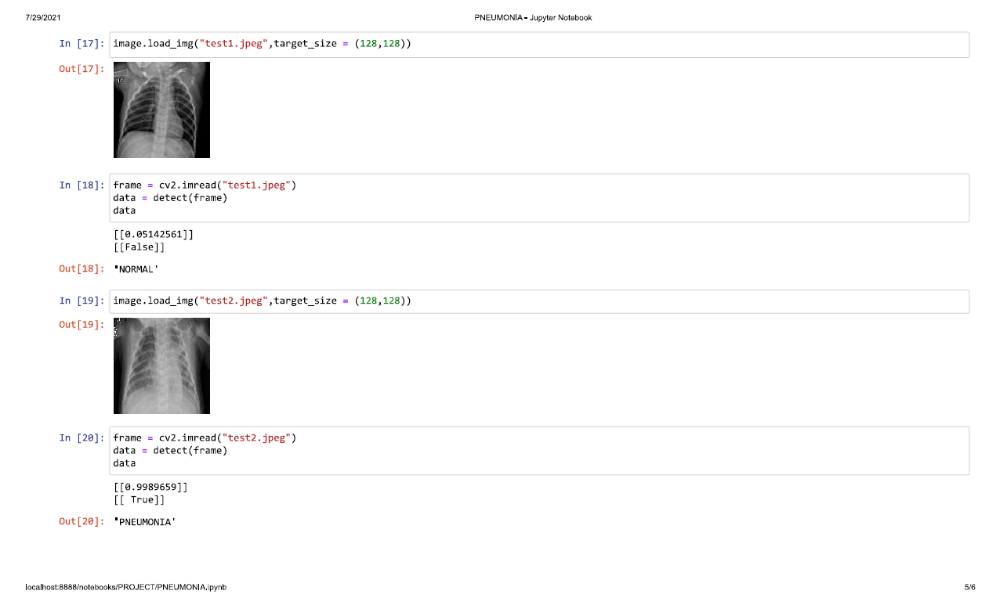 7/29/2021
PNEUMONIA - Jupyter Notebook
In [17]: image.load_img("test1.jpeg",target_size = (128,128))
Out[17]:
R
In [18]: frame = cv2.imread("test1.jpeg")
data = detect(frame)
data
[[0.05142561]]
[[False]]
Out[18]: 'NORMAL'
In [19]: image.load_img("test2.jpeg",target_size = (128,128))
Out[19]:
In [20]: frame = cv2.imread("test2.jpeg")
data = detect(frame)
data
[[0.9989659]]
[[ True]]
Out[20]: 'PNEUMONIA'
localhost:8888/notebooks/PROJECT/PNEUMONIA.ipynb
5/6